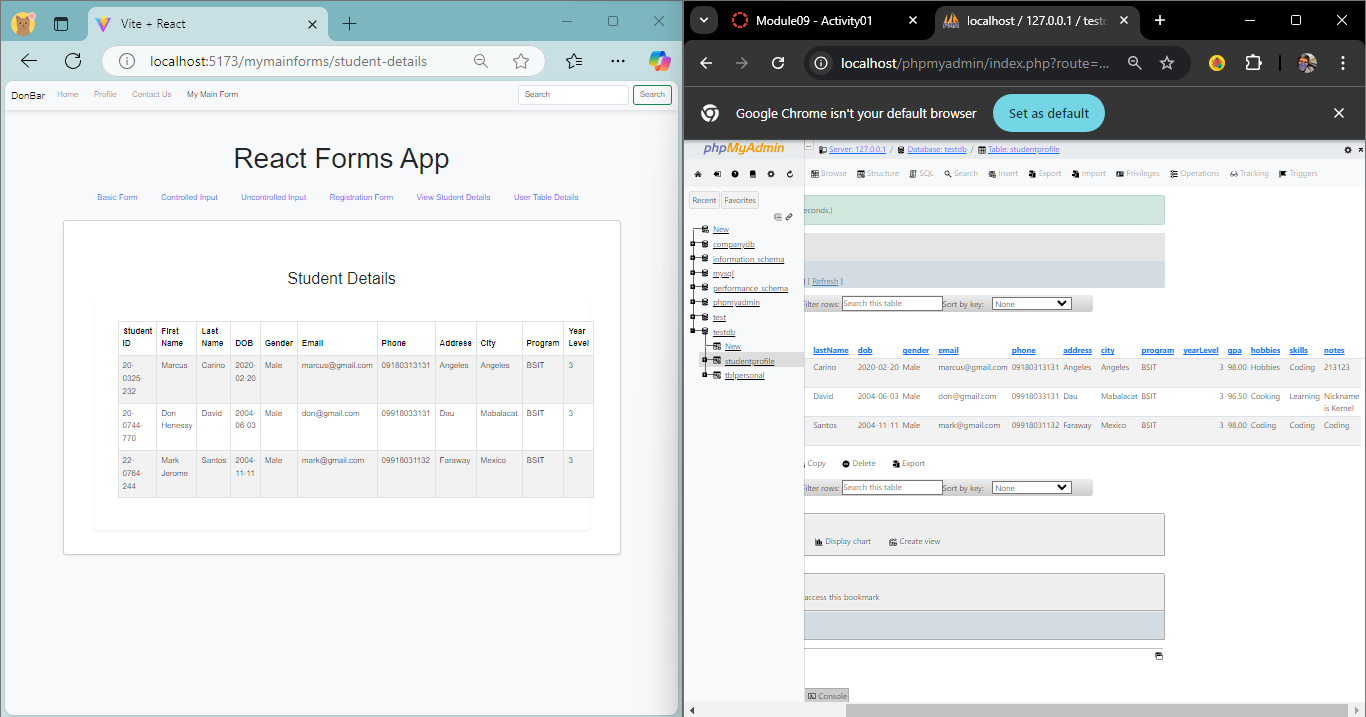 Vite + React
localhost:5173/mymainforms/student-details
DonBar Home Profile Contact Us My Main Form Search Search
React Forms App
Basic Form Controlled Input Uncontrolled Input Registration Form View Student Details User Table Details
Student Details
Student ID First Name Last Name DOB Gender Email Phone Address City Program Year Level
20-0325-232 Marcus Carino 2020-02-20 Male marcus@gmail.com 09180313131 Angeles Angeles BSIT 3
20-0744-770 Don Henessy David 2004-06-03 Male don@gmail.com 09918033131 Dau Mabalacat BSIT 3
22-0764-244 Mark Jerome Santos 2004-11-11 Male mark@gmail.com 09918031132 Faraway Mexico BSIT 3
Module09 - Activity01
localhost / 127.0.0.1 / teste
localhost/phpmyadmin/index.php?route=...
Google Chrome isn't your default browser Set as default
phpMyAdmin
Recent Favorites
New
companydb
information_schema
mysql
performance_schema
phpmyadmin
test
testdb
New
studentprofile
tblpersonal
Server: 127.0.0.1 / Database: testdb / Table: studentprofile
Browse Structure SQL Search Insert Export Import Privileges Operations Tracking Triggers
econds.)
| Refresh |
Filter rows: Search this table Sort by key: None
lastName dob gender email phone address city program yearLevel gpa hobbies skills notes
Carino 2020-02-20 Male marcus@gmail.com 09180313131 Angeles Angeles BSIT 3 98.00 Hobbies Coding 213123
David 2004-06-03 Male don@gmail.com 09918033131 Dau Mabalacat BSIT 3 96.50 Cooking Learning Nickname is Kernel
Santos 2004-11-11 Male mark@gmail.com 09918031132 Faraway Mexico BSIT 3 98.00 Coding Coding Coding
Copy Delete Export
Filter rows: Search this table Sort by key: None
Display chart Create view
access this bookmark
Console